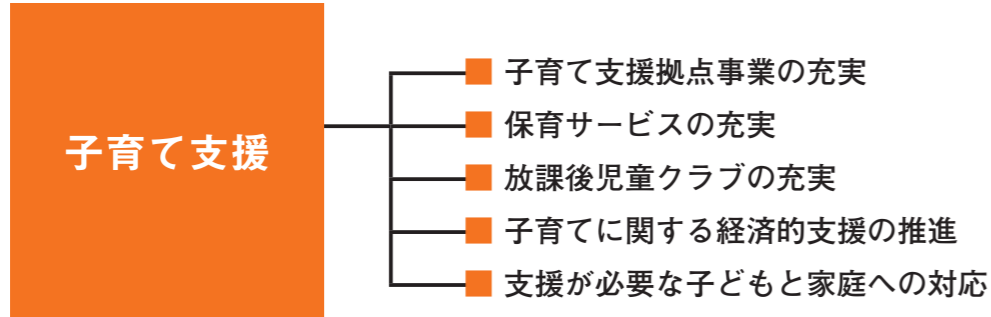 子育て支援
子育て支援拠点事業の充実
保育サービスの充実
放課後児童クラブの充実
子育てに関する経済的支援の推進
支援が必要な子どもと家庭への対応